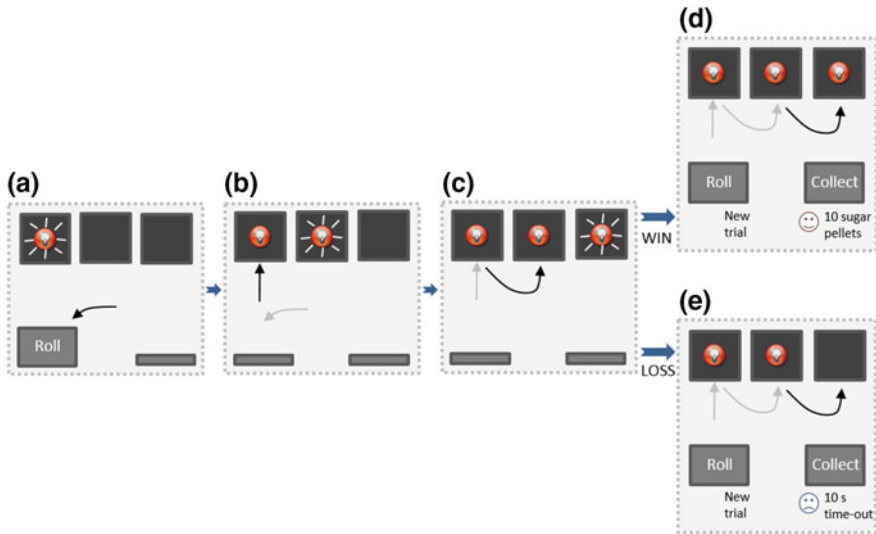 (a)
Roll
(b)
(c)
WIN
LOSS
(d)
Roll
Collect
New
trial
10 sugar
pellets
(e)
Roll
Collect
New
trial
10 s
time-out